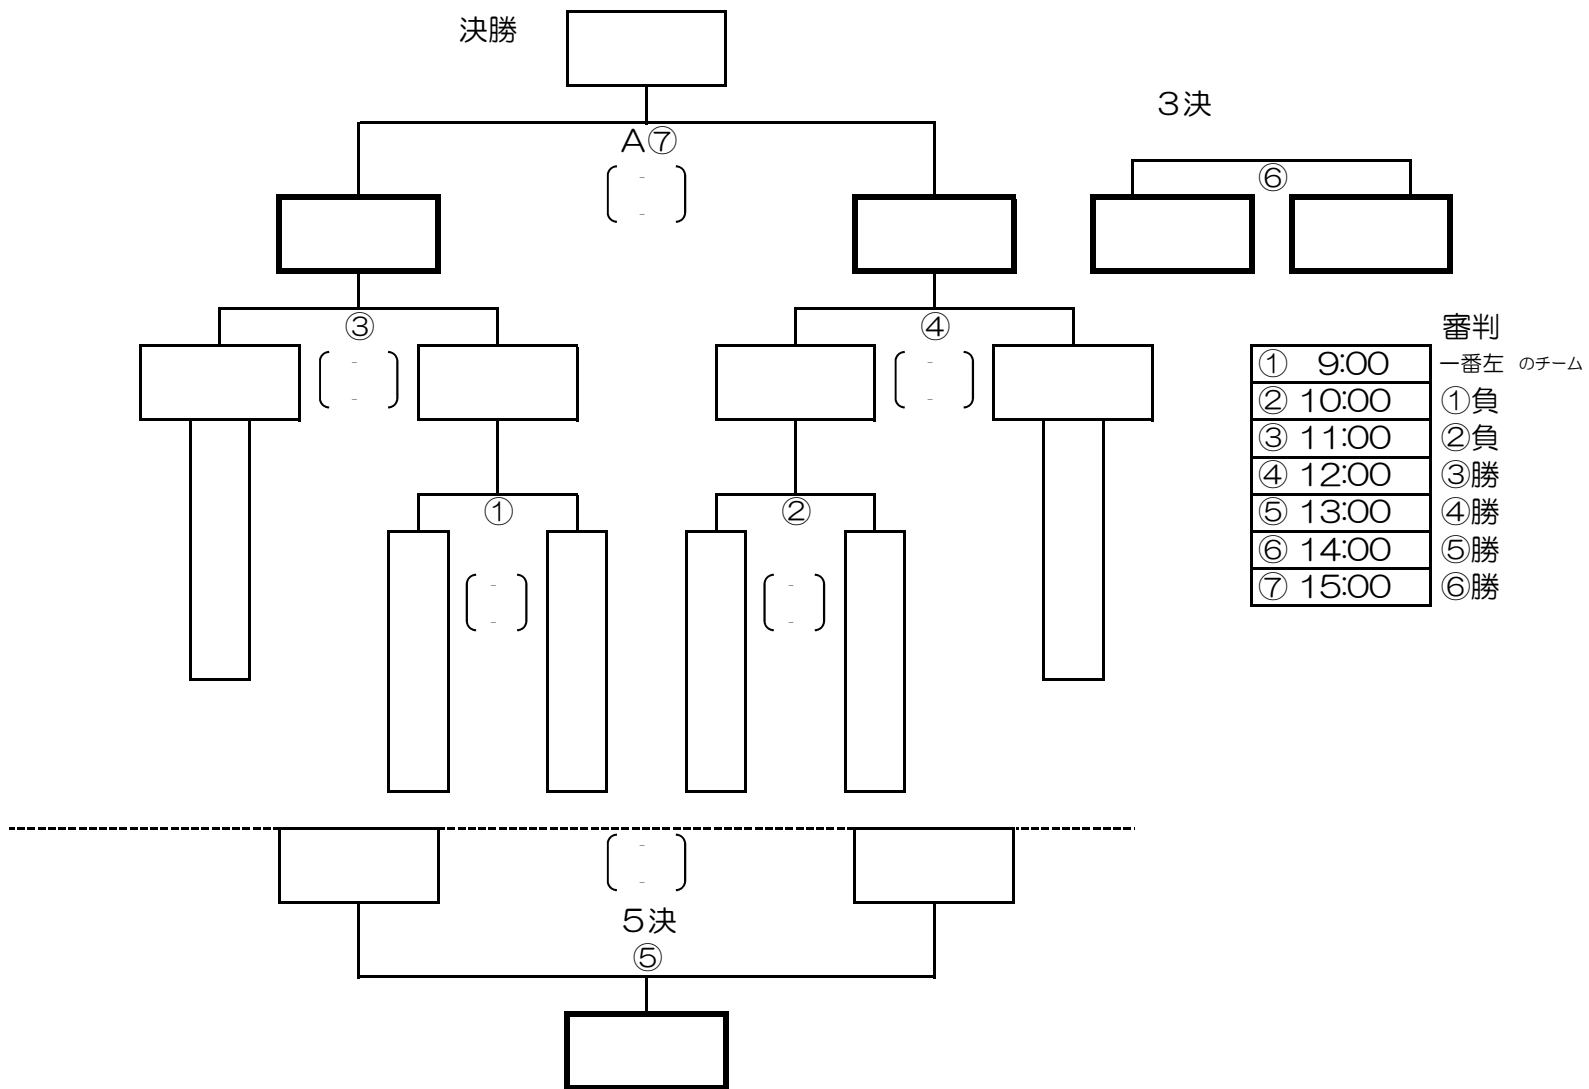 決勝
3決
A⑦
⑥
- 
- 
③
④
審判
- 
- 
- 
- 
① 9:00 一番左 のチーム
② 10:00 ①負
③ 11:00 ②負
④ 12:00 ③勝
① ② ⑤ 13:00 ④勝
⑥ 14:00 ⑤勝
- 
- 
- 
- 
⑦ 15:00 ⑥勝
- 
- 
5決
⑤